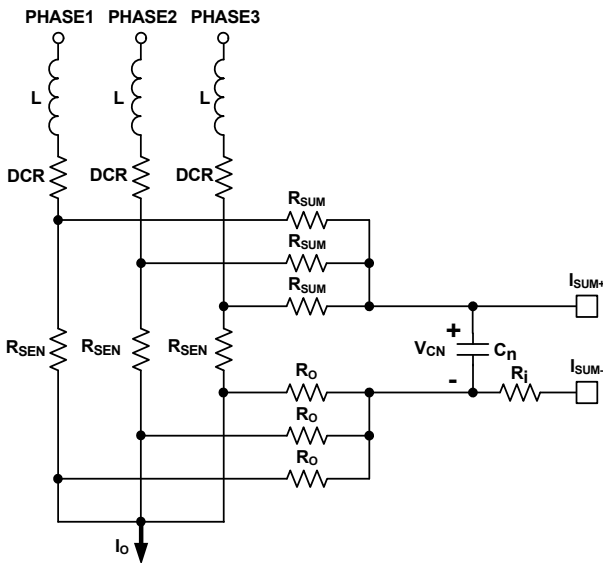 PHASE1 PHASE2 PHASE3
L L L
DCR DCR DCR
RSUM
RSUM
RSUM
ISUM+
RSEN RSEN RSEN
+
VCN Cn
-
Ri
ISUM-
RO
RO
RO
IO